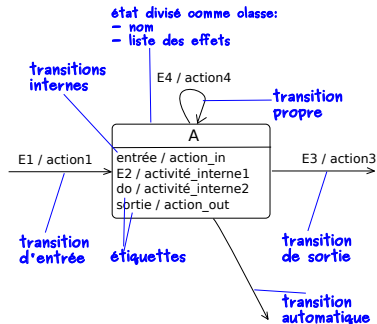 état divisé comme classe:
- nom
- liste des effets
transitions
internes
E4 / action4
transition
propre
A
E1 / action1
entrée / action_in
E2 / activité_interne1
do / activité_interne2
sortie / action_out
E3 / action3
transition
d'entrée
étiquettes
transition
de sortie
transition
automatique